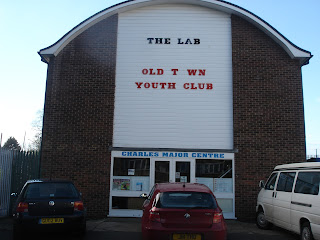 THE LAB
OLD T WN
YOUTH CLUB
CHARLES MAJOR CENTRE